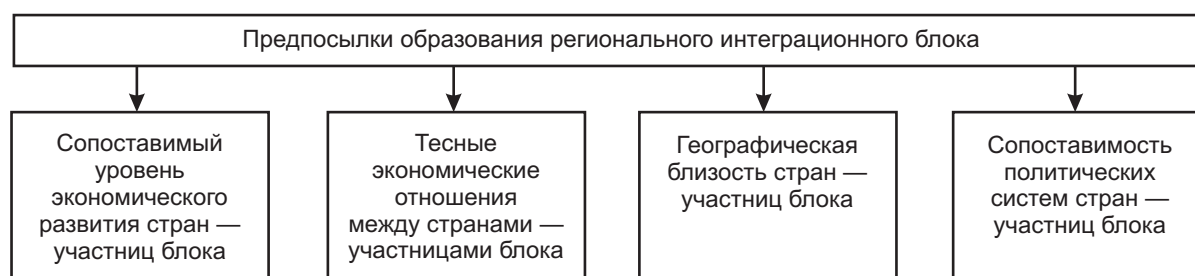 Предпосылки образования регионального интеграционного блока
Сопоставимый
уровень
экономического
развития стран —
участниц блока
Тесные
экономические
отношения
между странами —
участницами блока
Географическая
близость стран —
участниц блока
Сопоставимость
политических
систем стран —
участниц блока